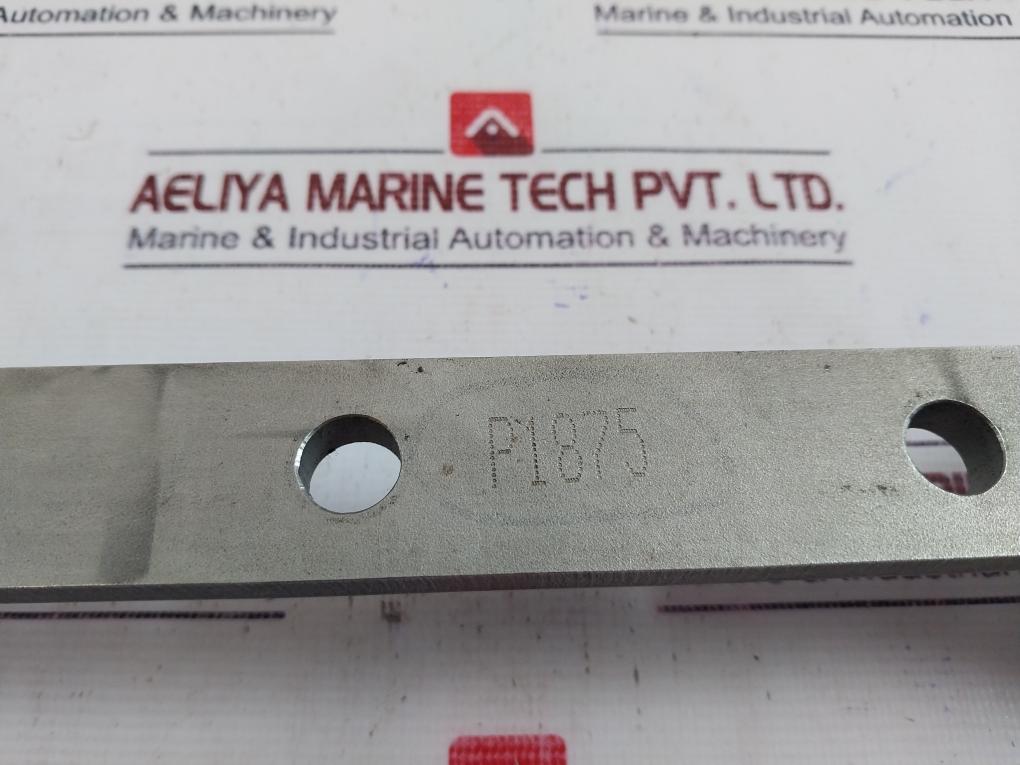 Automation & Machinery
Marine & Industrial Automation
AELIYA MARINE TECH PVT. LTD.
Marine & Industrial Automation & Machinery
P1875